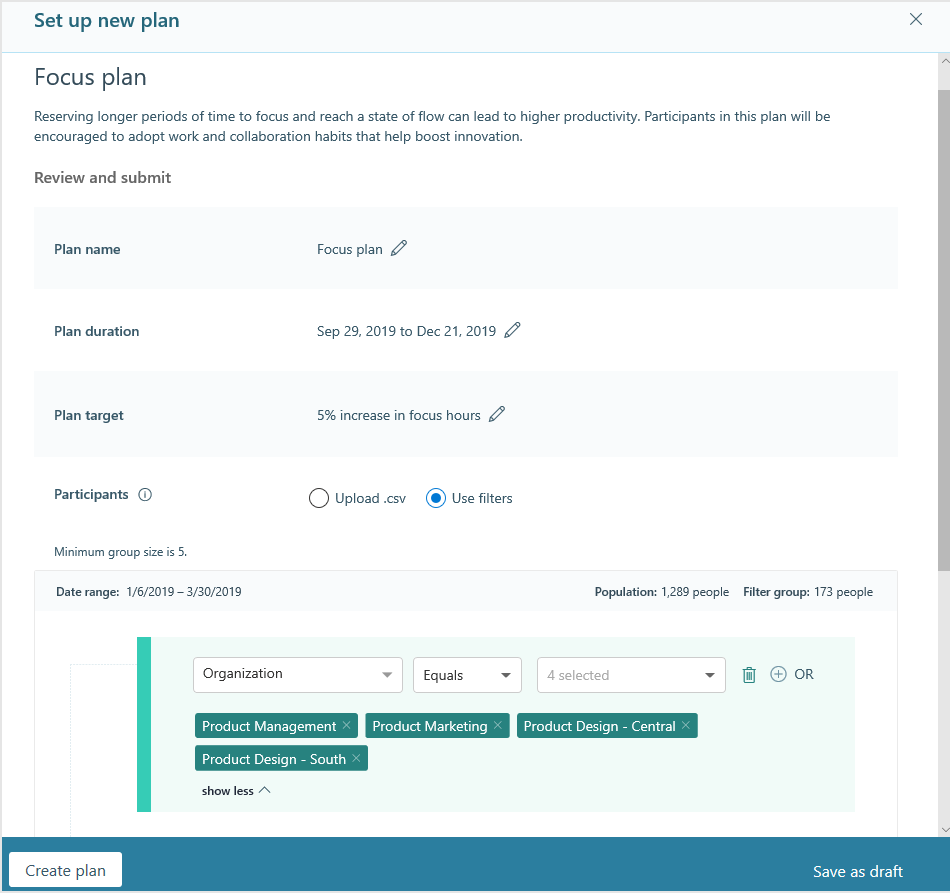 Set up new plan
Focus plan
Reserving longer periods of time to focus and reach a state of flow can lead to higher productivity. Participants in this plan will be
encouraged to adopt work and collaboration habits that help boost innovation.
Review and submit
Plan name Focus plan
Plan duration Sep 29, 2019 to Dec 21, 2019
Plan target 5% increase in focus hours
Participants Upload .csv Use filters
Minimum group size is 5.
Date range: 1/6/2019 – 3/30/2019 Population: 1,289 people Filter group: 173 people
Organization Equals 4 selected OR
Product Management Product Marketing Product Design - Central
Product Design - South
show less
Create plan Save as draft